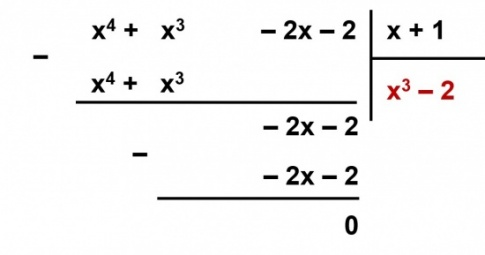 x⁴ + x³ – 2x – 2 x + 1
–
x⁴ + x³ x³ – 2
– 2x – 2
–
– 2x – 2
0